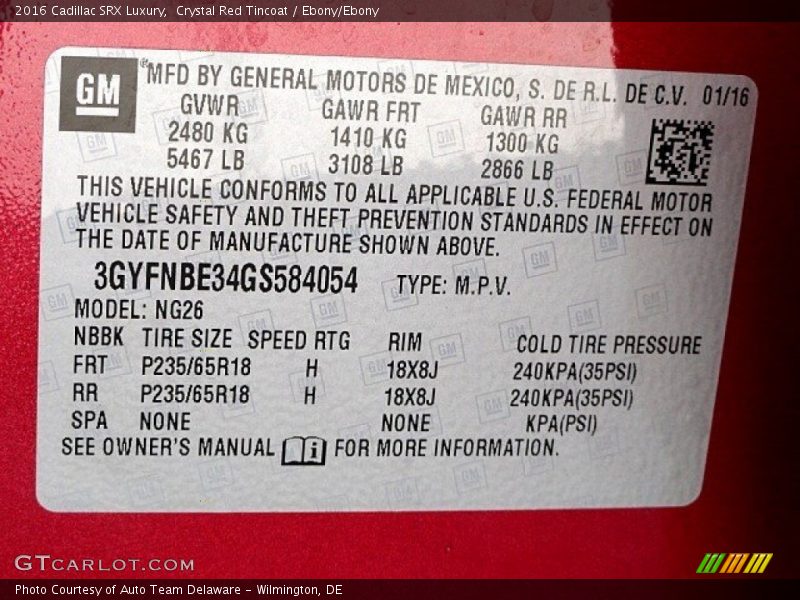 2016 Cadillac SRX Luxury,  Crystal Red Tincoat / Ebony/Ebony
GM® MFD BY GENERAL MOTORS DE MEXICO, S. DE R.L. DE C.V. 01/16
GVWR GAWR FRT GAWR RR
2480 KG 1410 KG 1300 KG
5467 LB 3108 LB 2866 LB
THIS VEHICLE CONFORMS TO ALL APPLICABLE U.S. FEDERAL MOTOR
VEHICLE SAFETY AND THEFT PREVENTION STANDARDS IN EFFECT ON
THE DATE OF MANUFACTURE SHOWN ABOVE.
3GYFNBE34GS584054 TYPE: M.P.V.
MODEL: NG26
NBBK TIRE SIZE SPEED RTG RIM COLD TIRE PRESSURE
FRT P235/65R18 H 18X8J 240KPA(35PSI)
RR P235/65R18 H 18X8J 240KPA(35PSI)
SPA NONE NONE KPA(PSI)
SEE OWNER'S MANUAL i FOR MORE INFORMATION.
GTCARLOT.COM
Photo Courtesy of Auto Team Delaware - Wilmington, DE